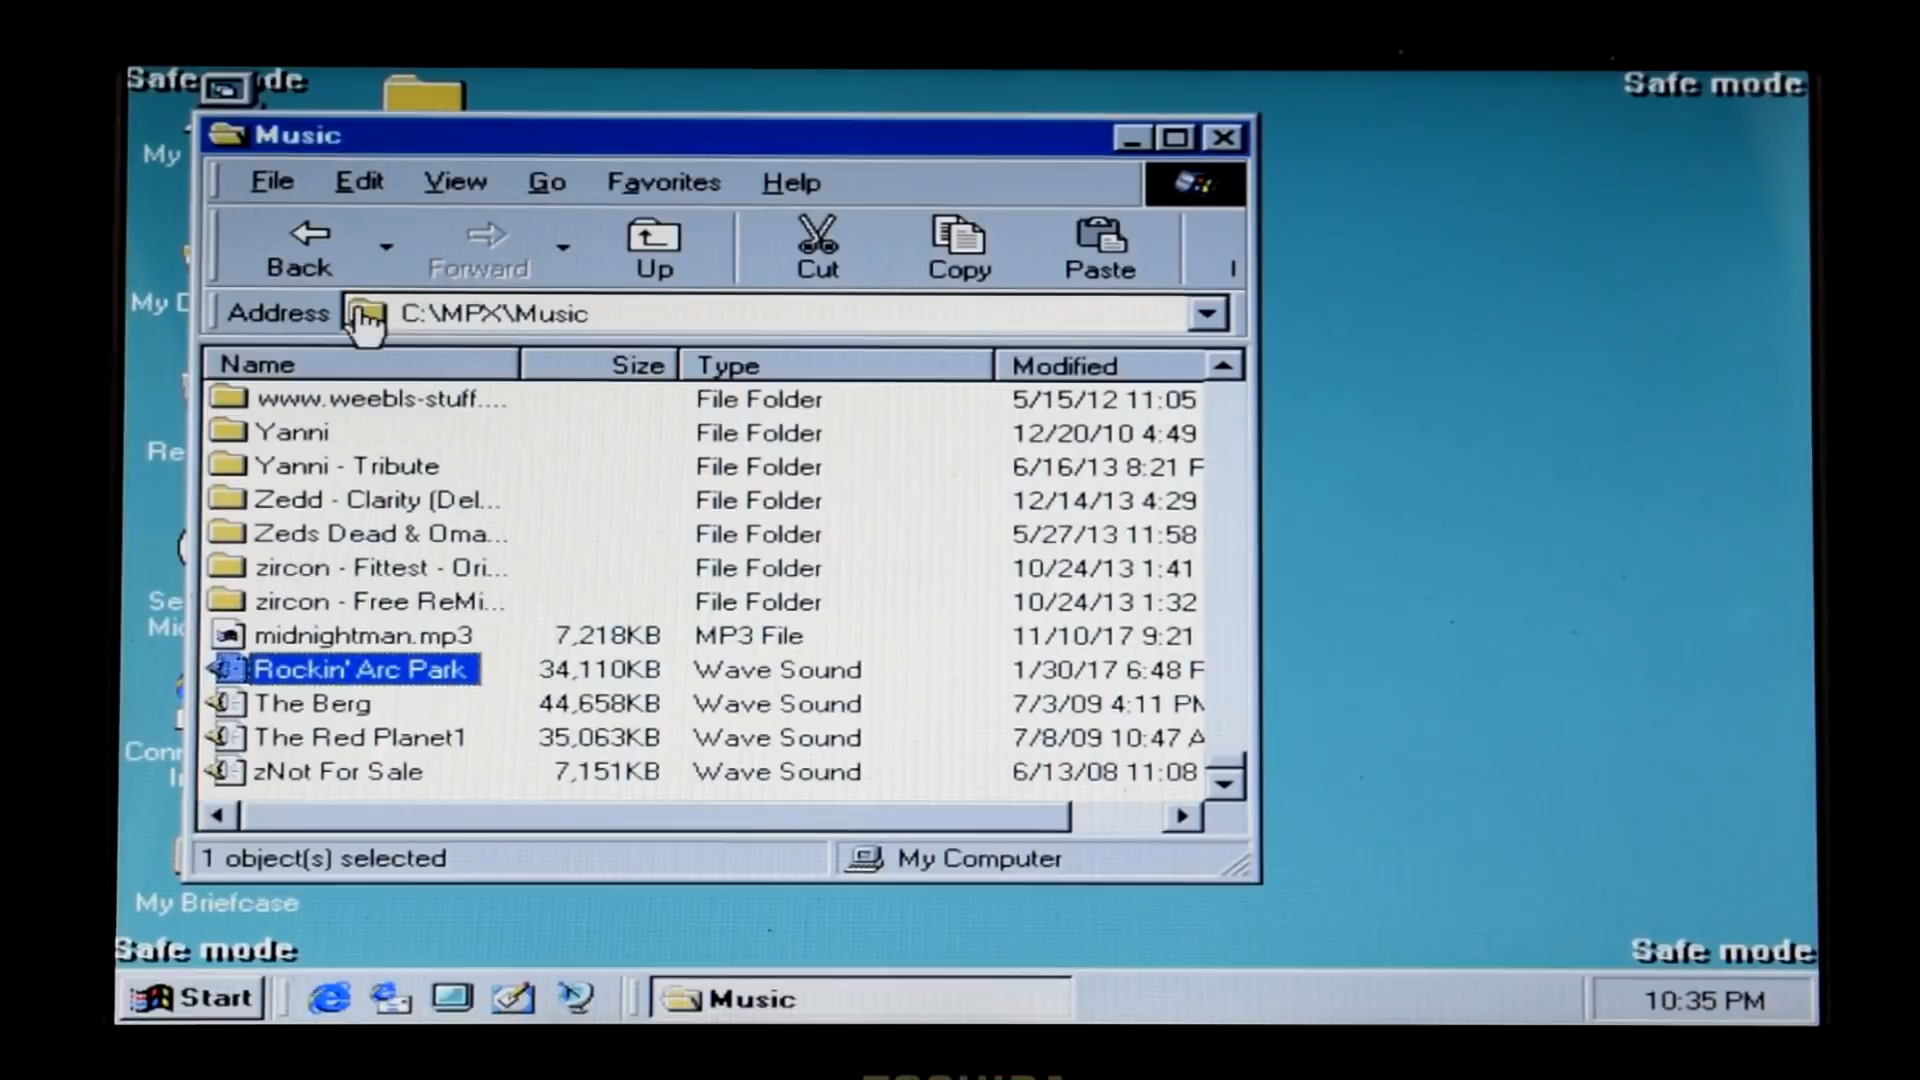 Safe mode
Music
File Edit View Go Favorites Help
Back Forward Up Cut Copy Paste
Address C:\MPX\Music
Name Size Type Modified
www.weebls-stuff.... File Folder 5/15/12 11:05
Yanni File Folder 12/20/10 4:49
Yanni - Tribute File Folder 6/16/13 8:21
Zedd - Clarity (Del... File Folder 12/14/13 4:29
Zeds Dead & Oma... File Folder 5/27/13 11:58
zircon - Fittest - Ori... File Folder 10/24/13 1:41
zircon - Free ReMi... File Folder 10/24/13 1:32
midnightman.mp3 7,218KB MP3 File 11/10/17 9:21
Rockin' Arc Park 34,110KB Wave Sound 1/30/17 6:48
The Berg 44,658KB Wave Sound 7/3/09 4:11 PM
The Red Planet1 35,063KB Wave Sound 7/8/09 10:47 A
zNot For Sale 7,151KB Wave Sound 6/13/08 11:08
1 object(s) selected My Computer
My
My Briefcase
Safe mode Safe mode
Start Music 10:35 PM